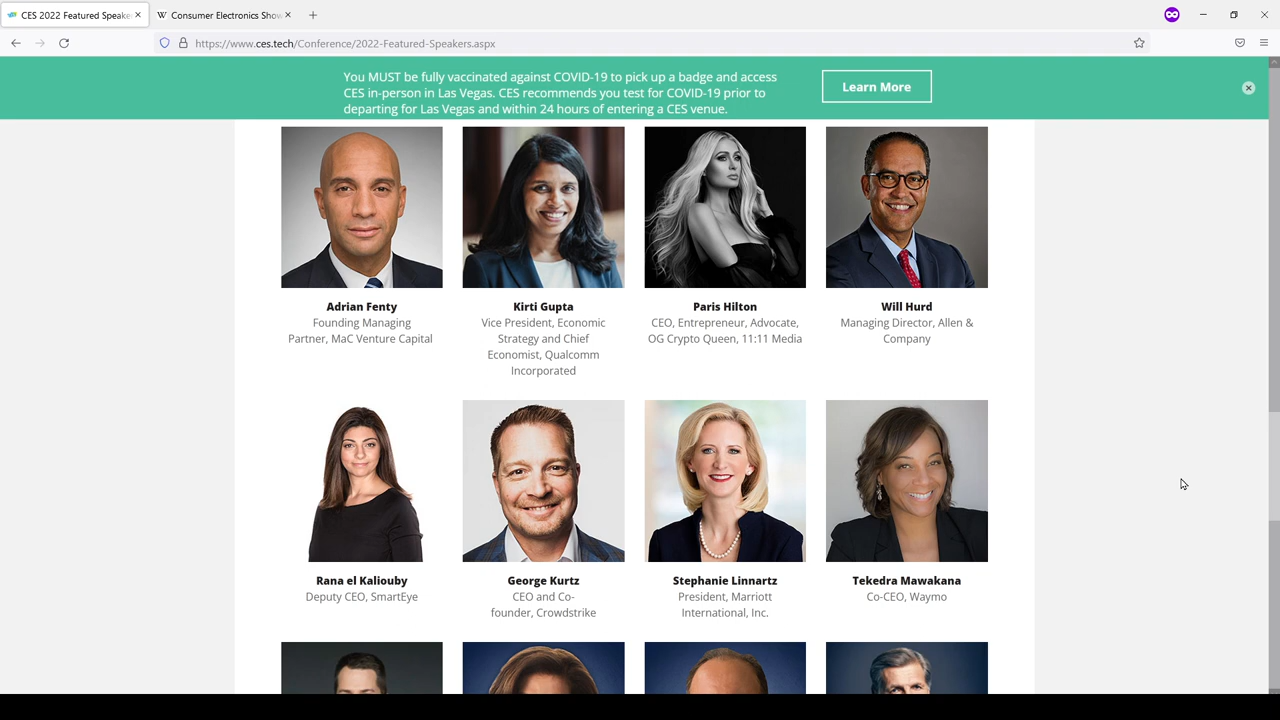 CES 2022 Featured Speake
Consumer Electronics Show
https://www.ces.tech/Conference/2022-Featured-Speakers.aspx
You MUST be fully vaccinated against COVID-19 to pick up a badge and access
CES in-person in Las Vegas. CES recommends you test for COVID-19 prior to
departing for Las Vegas and within 24 hours of entering a CES venue.
Learn More
Adrian Fenty
Founding Managing
Partner, MaC Venture Capital
Kirti Gupta
Vice President, Economic
Strategy and Chief
Economist, Qualcomm
Incorporated
Paris Hilton
CEO, Entrepreneur, Advocate,
OG Crypto Queen, 11:11 Media
Will Hurd
Managing Director, Allen &
Company
Rana el Kaliouby
Deputy CEO, SmartEye
George Kurtz
CEO and Co-
founder, Crowdstrike
Stephanie Linnartz
President, Marriott
International, Inc.
Tekedra Mawakana
Co-CEO, Waymo